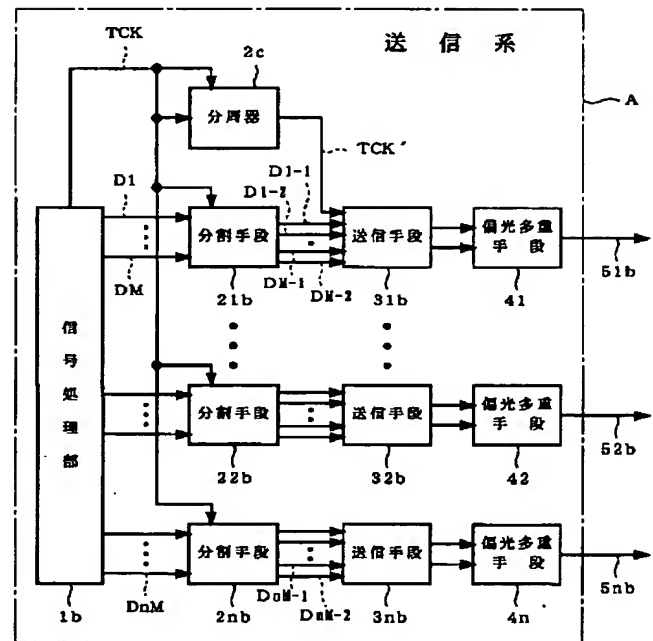 TCK
2c
送信系
分周器
A
TCK'
D1
D1-1
D1-2
分割手段
送信手段
偏光多重
手段
51b
DM
DM-1
DM-2
21b
31b
41
信号処理部
分割手段
送信手段
偏光多重
手段
52b
22b
32b
42
分割手段
送信手段
偏光多重
手段
5nb
DnM
DnM-1
DnM-2
1b
2nb
3nb
4n